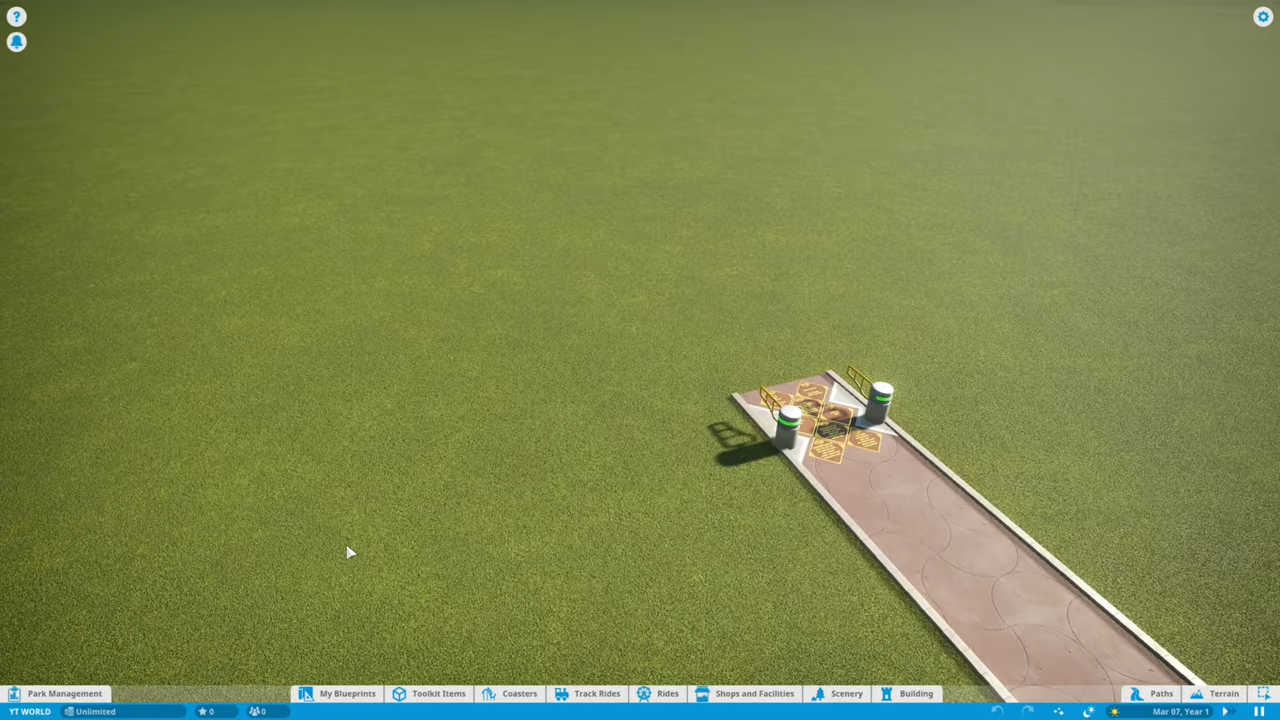 ?
Park Management
My Blueprints
Toolkit Items
Coasters
Track Rides
Rides
Shops and Facilities
Scenery
Building
Paths
Terrain
YT WORLD
Unlimited
0
0
Mar 07, Year 1